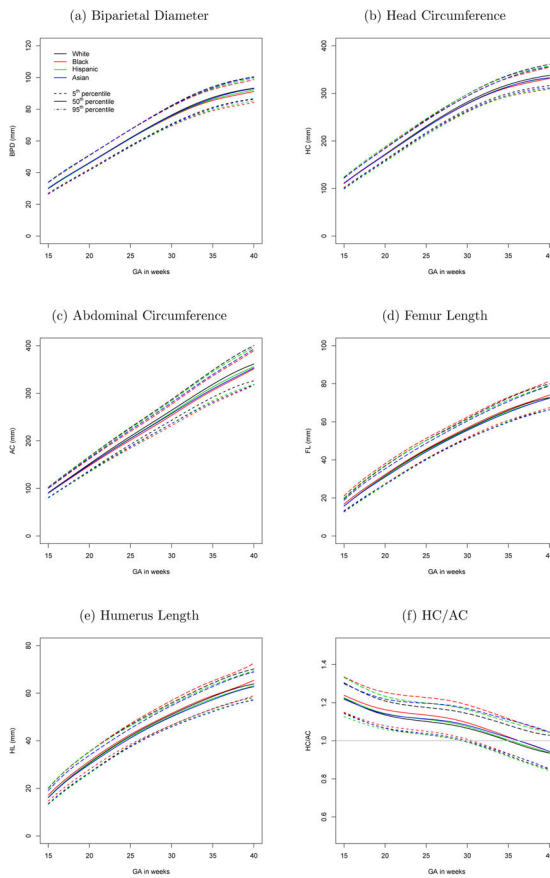 (a) Biparietal Diameter
BPD (mm)
0 20 40 60 80 100 120
White
Black
Hispanic
Asian
5th percentile
50th percentile
95th percentile
15 20 25 30 35 40
GA in weeks
(b) Head Circumference
HC (mm)
0 100 200 300 400
15 20 25 30 35 40
GA in weeks
(c) Abdominal Circumference
AC (mm)
0 100 200 300 400
15 20 25 30 35 40
GA in weeks
(d) Femur Length
FL (mm)
0 20 40 60 80 100
15 20 25 30 35 40
GA in weeks
(e) Humerus Length
HL (mm)
0 20 40 60 80
15 20 25 30 35 40
GA in weeks
(f) HC/AC
HC/AC
0.6 0.8 1.0 1.2 1.4
15 20 25 30 35 40
GA in weeks